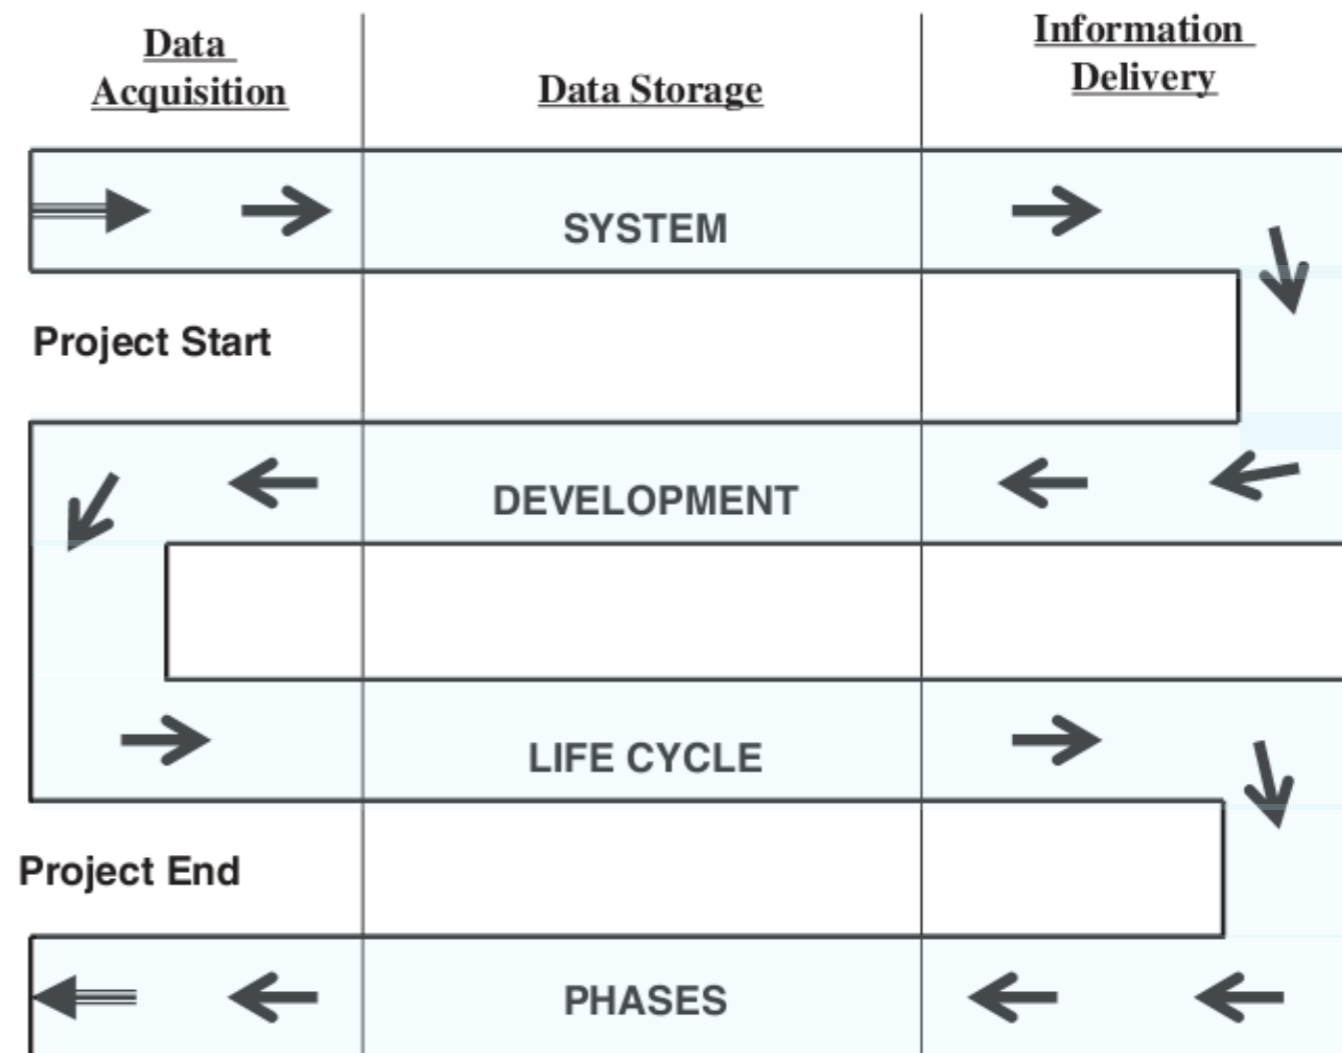 Data
Acquisition
Data Storage
Information
Delivery
SYSTEM
Project Start
DEVELOPMENT
LIFE CYCLE
Project End
PHASES